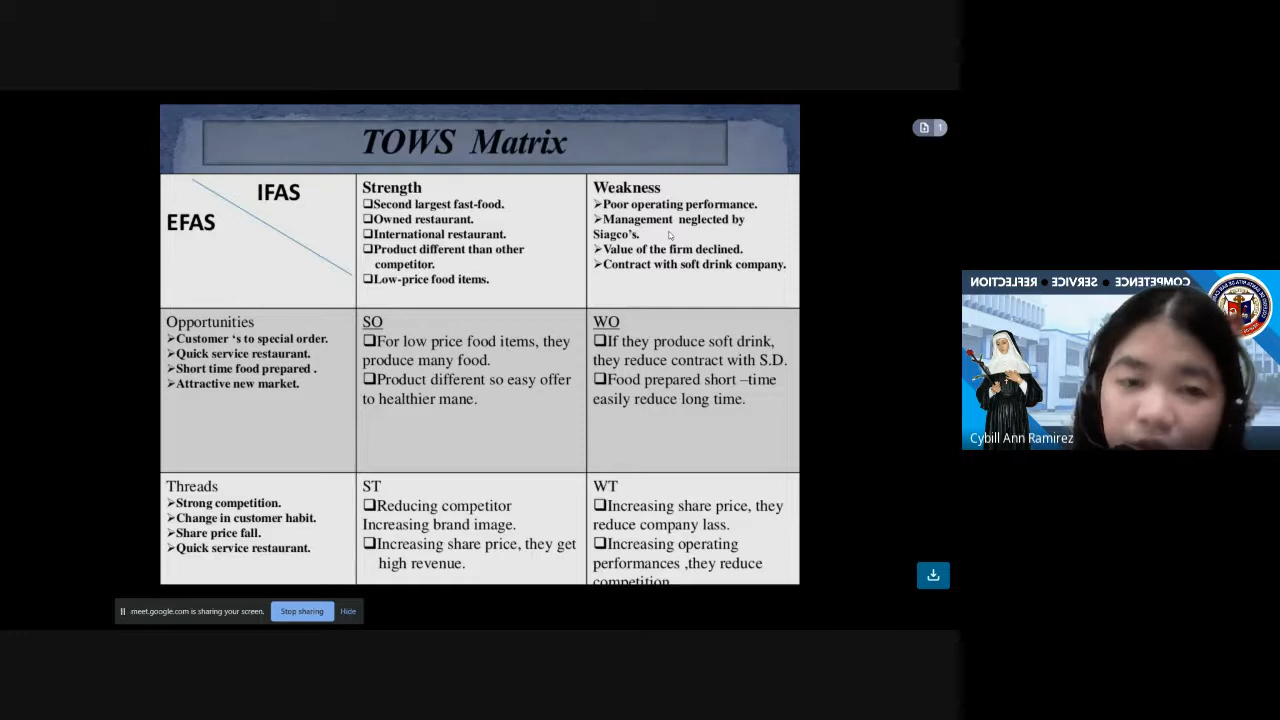 TOWS Matrix
IFAS
EFAS
Strength
❑Second largest fast-food.
❑Owned restaurant.
❑International restaurant.
❑Product different than other
competitor.
❑Low-price food items.
Weakness
➢Poor operating performance.
➢Management neglected by
Siagco's.
➢Value of the firm declined.
➢Contract with soft drink company.
Opportunities
➢Customer ‘s to special order.
➢Quick service restaurant.
➢Short time food prepared .
➢Attractive new market.
SO
❑For low price food items, they
produce many food.
❑Product different so easy offer
to healthier mane.
WO
❑If they produce soft drink,
they reduce contract with S.D.
❑Food prepared short –time
easily reduce long time.
Threads
➢Strong competition.
➢Change in customer habit.
➢Share price fall.
➢Quick service restaurant.
ST
❑Reducing competitor
Increasing brand image.
❑Increasing share price, they get
high revenue.
WT
❑Increasing share price, they
reduce company lass.
❑Increasing operating
performances ,they reduce
competition
1
meet.google.com is sharing your screen.
Stop sharing
Hide
COMPETENCE • SERVICE • REFLECTION
Cybill Ann Ramirez